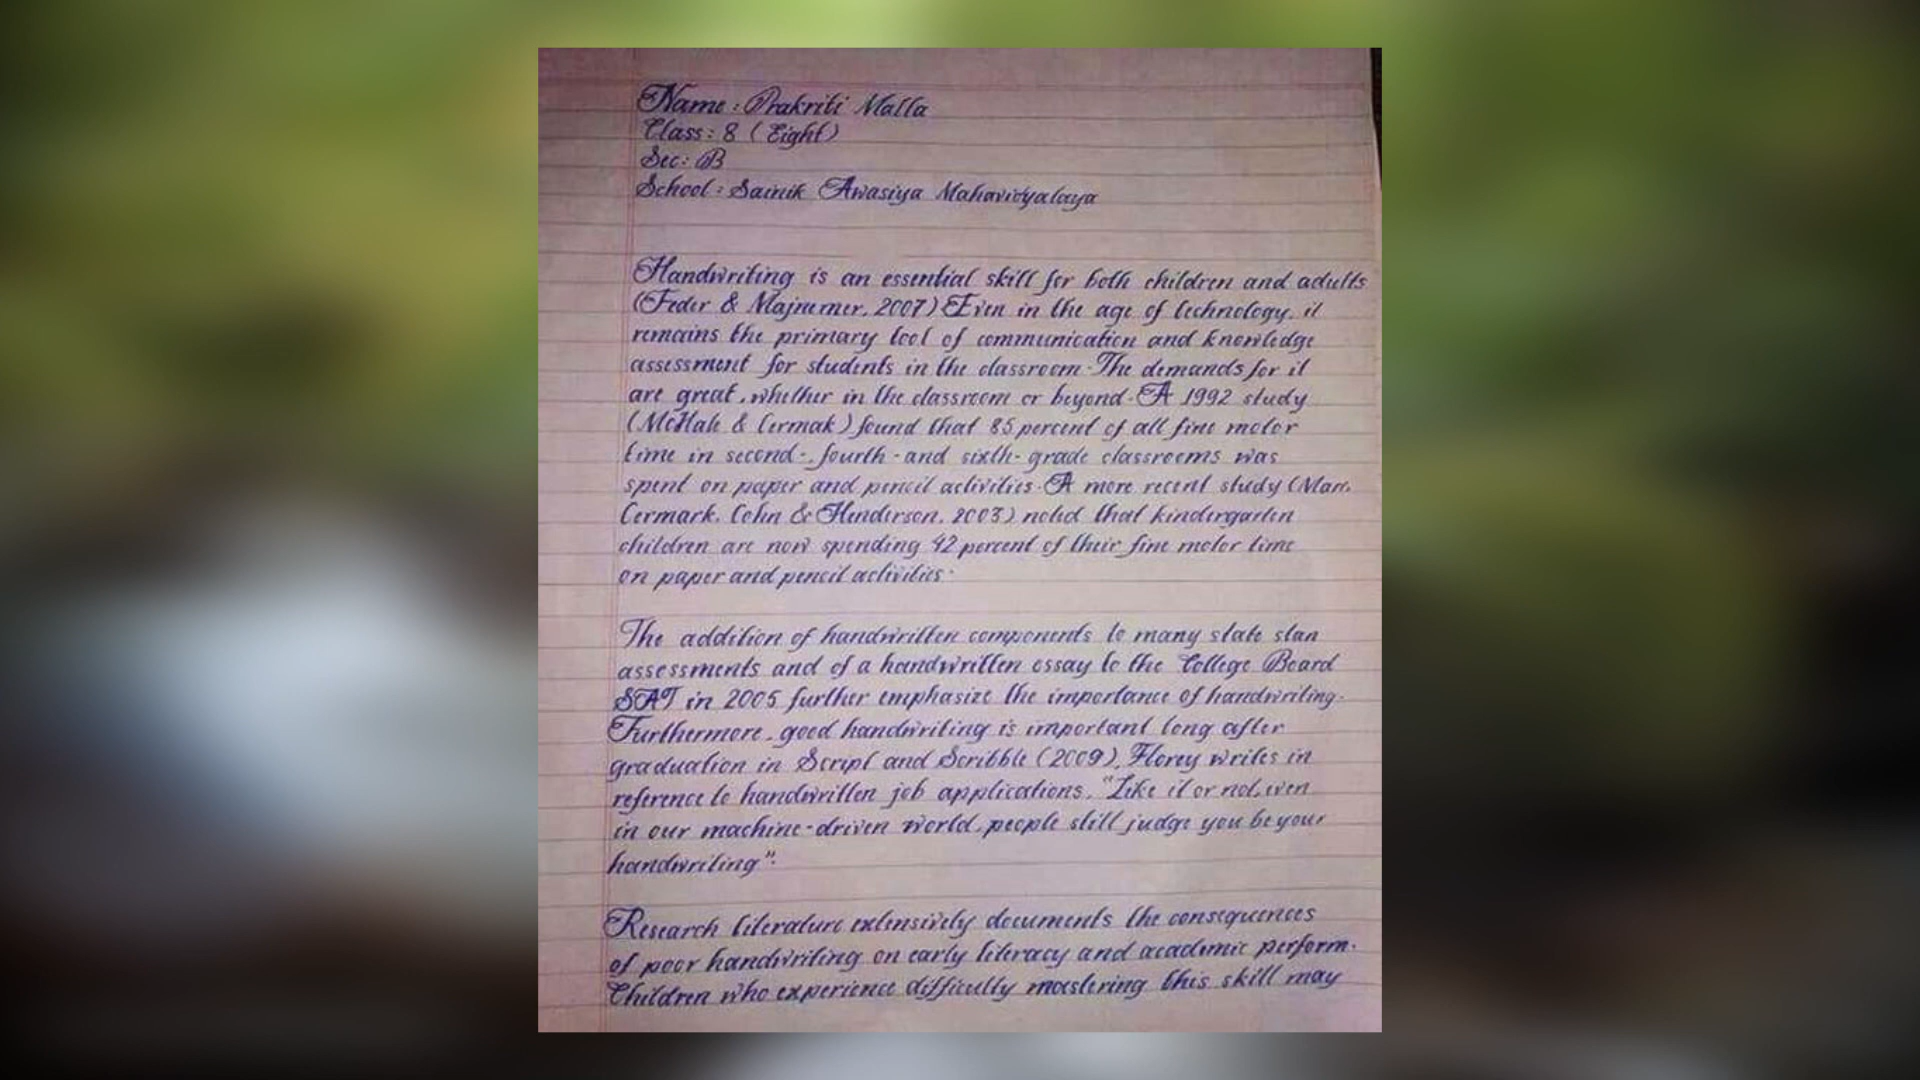 Name : Prakriti Malla
Class : 8 (Eight)
Sec : B
School : Sainik Awasiya Mahavidyalaya
Handwriting is an essential skill for both children and adults
(Feder & Majnemer, 2007) Even in the age of technology, it
remains the primary tool of communication and knowledge
assessment for students in the classroom. The demands for it
are great, whether in the classroom or beyond. A 1992 study
(McHale & Cermak) found that 85 percent of all fine motor
time in second-, fourth - and sixth- grade classrooms was
spent on paper and pencil activities. A more recent study (Marr,
Cermark, Cohn & Henderson, 2003) noted that kindergarten
children are now spending 42 percent of their fine motor time
on paper and pencil activities.
The addition of handwritten components to many state stan
assessments and of a handwritten essay to the College Board
SAT in 2005 further emphasize the importance of handwriting.
Furthermore, good handwriting is important long after
graduation in Script and Scribble (2009), Florey writes in
reference to handwritten job applications, "Like it or not, even
in our machine-driven world, people still judge you be your
handwriting".
Research literature extensively documents the consequences
of poor handwriting on early literacy and academic perform.
Children who experience difficulty mastering this skill may